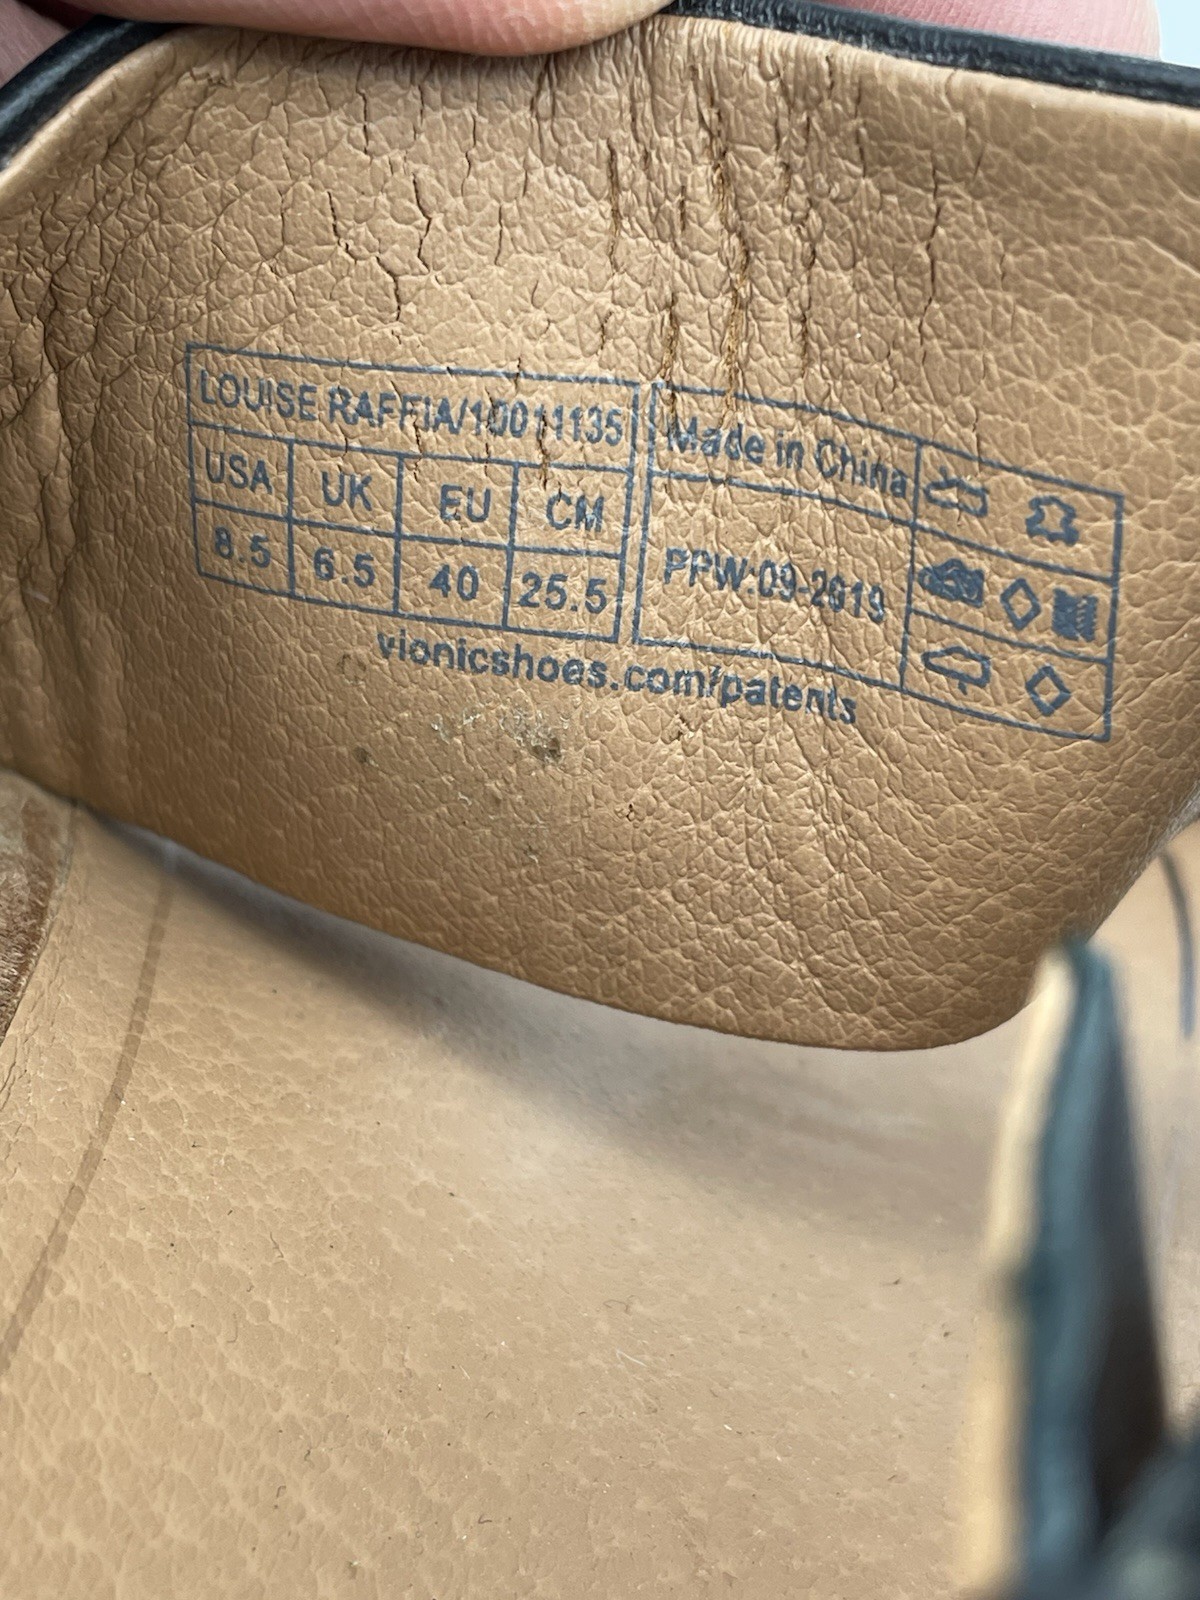 LOUISE RAFFIA/10011135
USA UK EU CM
8.5 6.5 40 25.5
Made in China
PPW:09-2019
vionicshoes.com/patents